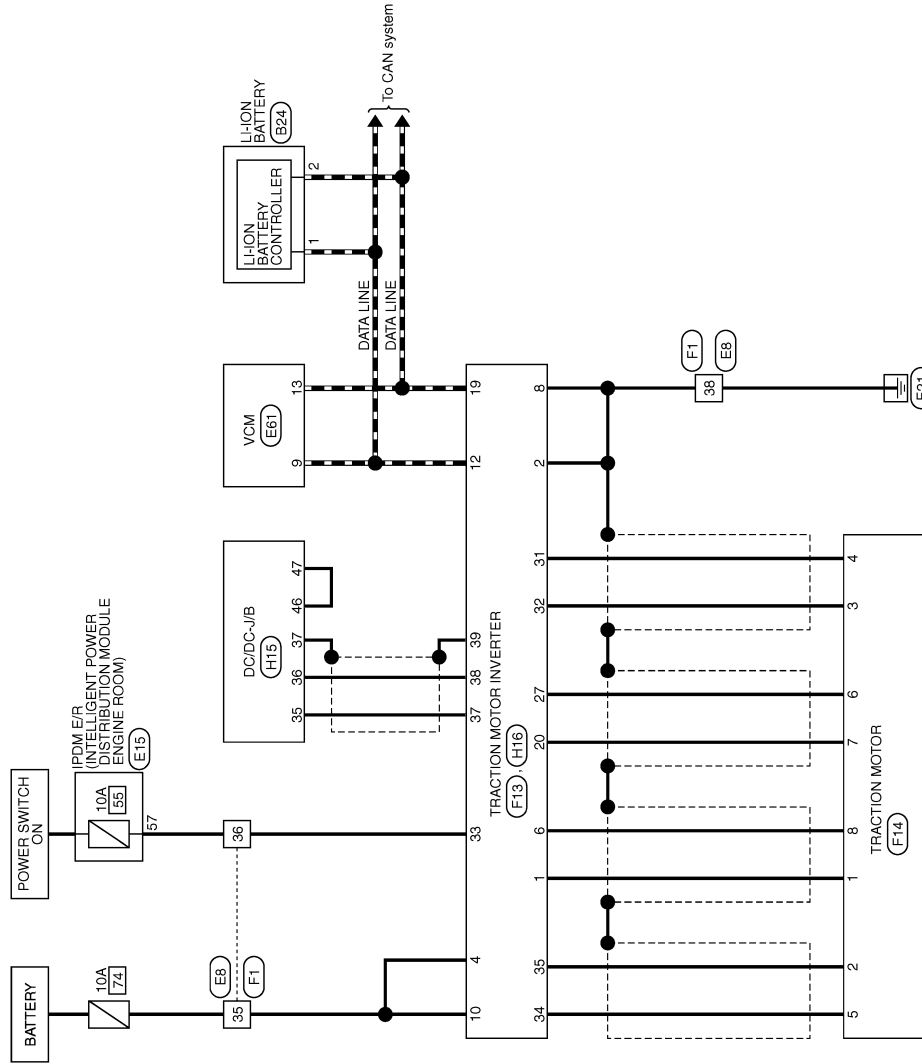 BATTERY
POWER SWITCH
ON
10A
74
10A
55
IPDM E/R
(INTELLIGENT POWER
DISTRIBUTION MODULE
ENGINE ROOM)
E15
57
E8
35
F1
36
DC/DC-J/B
H15
35
36
37
46
47
VCM
E61
9
13
LI-ION
BATTERY
B24
LI-ION
BATTERY
CONTROLLER
1
2
DATA LINE
DATA LINE
To CAN system
10
4
33
37
38
39
12
19
TRACTION MOTOR INVERTER
F13 , H16
34
35
1
6
20
27
32
31
2
8
F1
38
E8
5
2
1
8
7
6
3
4
TRACTION MOTOR
F14